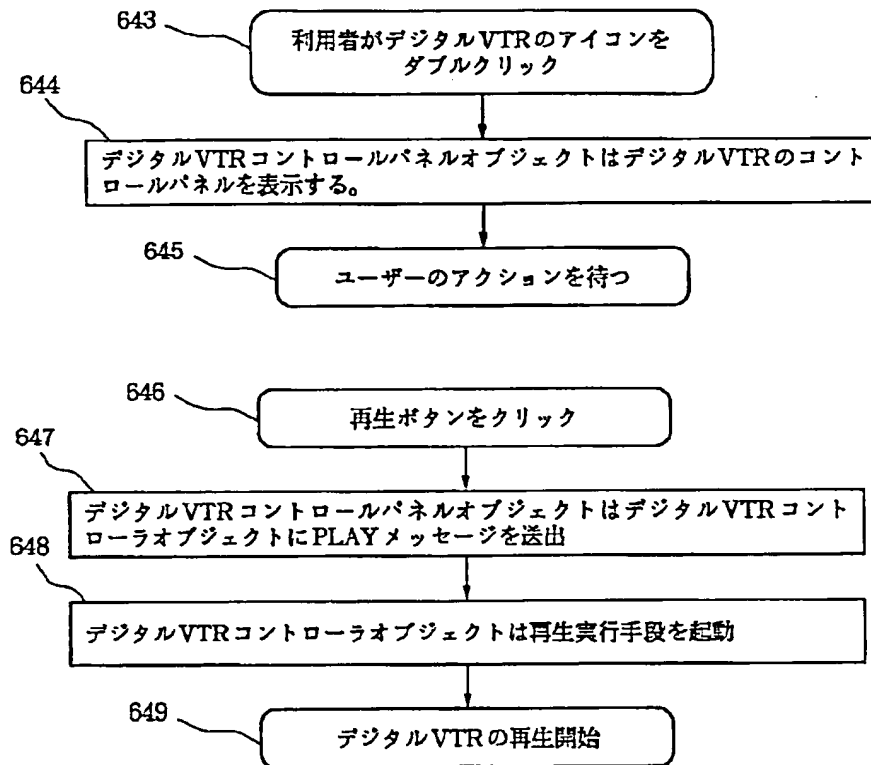 643
利用者がデジタルVTRのアイコンを
ダブルクリック
644
デジタルVTRコントロールパネルオブジェクトはデジタルVTRのコント
ロールパネルを表示する。
645
ユーザーのアクションを待つ
646
再生ボタンをクリック
647
デジタルVTRコントロールパネルオブジェクトはデジタルVTRコント
ローラオブジェクトにPLAYメッセージを送出
648
デジタルVTRコントローラオブジェクトは再生実行手段を起動
649
デジタルVTRの再生開始